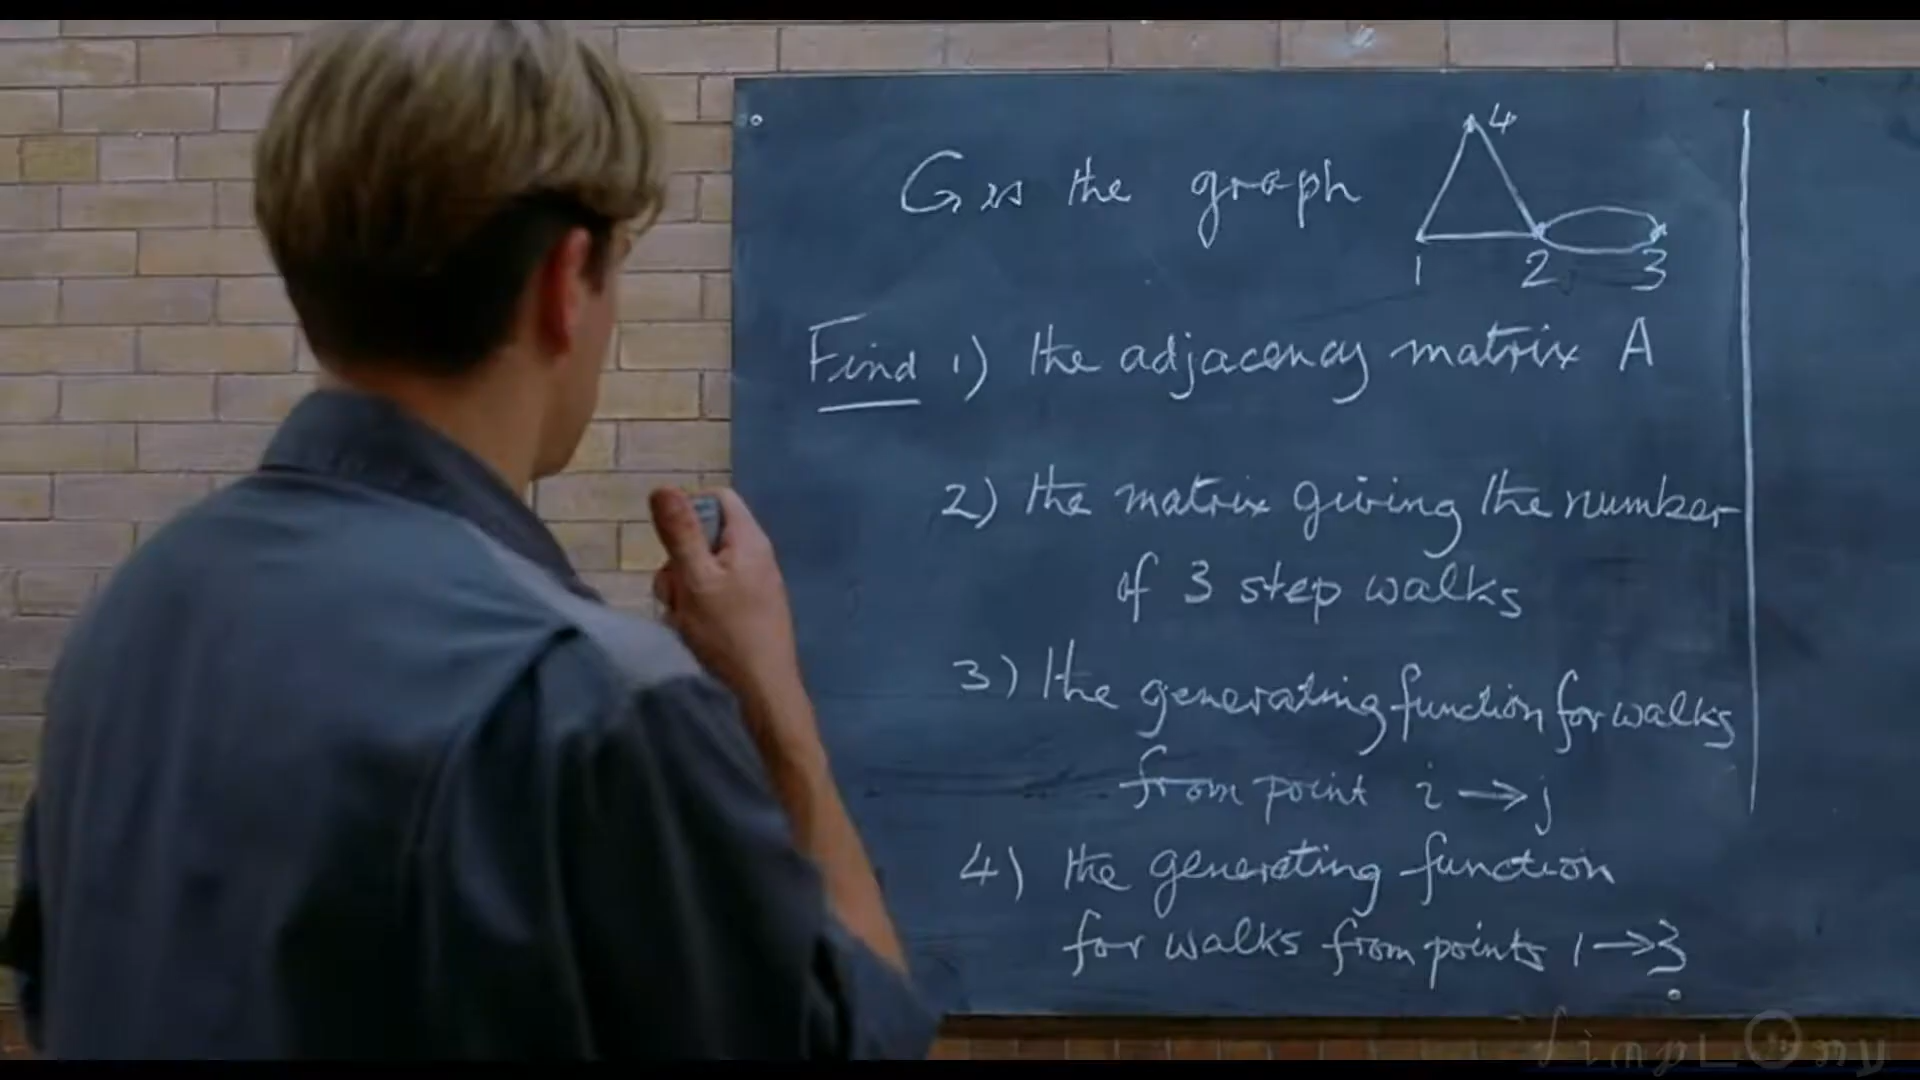 G is the graph
4
1 2 3
Find 1) the adjacency matrix A
2) the matrix giving the number
of 3 step walks
3) the generating function for walks
from point i → j
4) the generating function
for walks from points 1 → 3